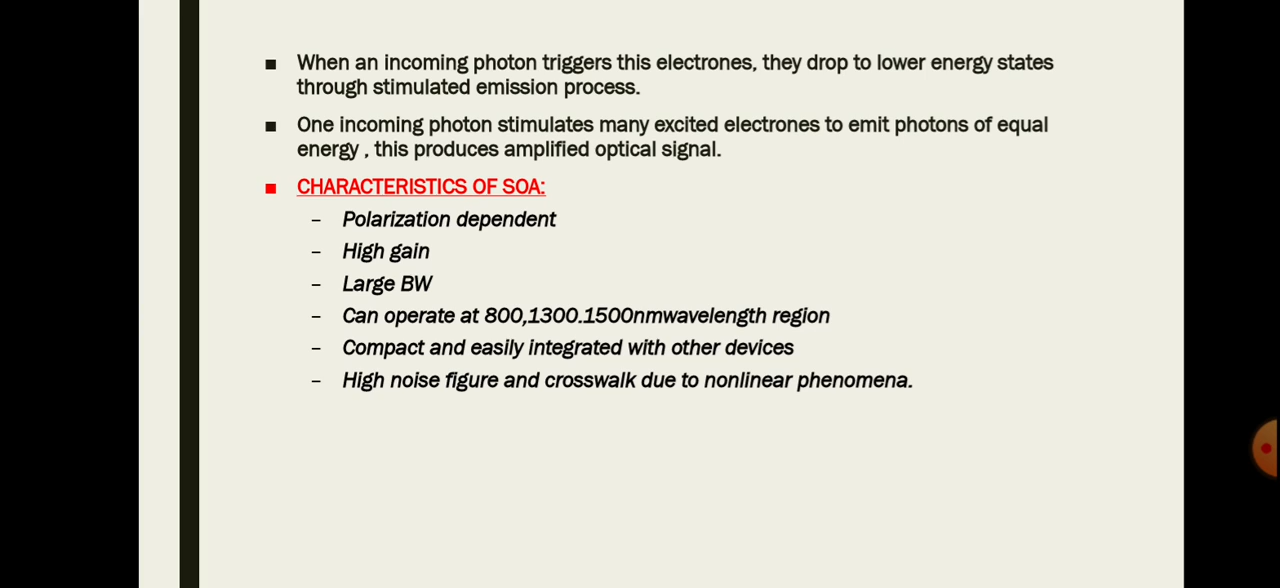 ▪ When an incoming photon triggers this electrones, they drop to lower energy states
through stimulated emission process.
▪ One incoming photon stimulates many excited electrones to emit photons of equal
energy , this produces amplified optical signal.
▪ CHARACTERISTICS OF SOA:
– Polarization dependent
– High gain
– Large BW
– Can operate at 800,1300.1500nmwavelength region
– Compact and easily integrated with other devices
– High noise figure and crosswalk due to nonlinear phenomena.